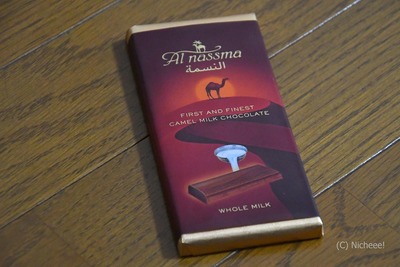 Al nassma
النسمة
FIRST AND FINEST
CAMEL MILK CHOCOLATE
WHOLE MILK
(C) Nicheee!